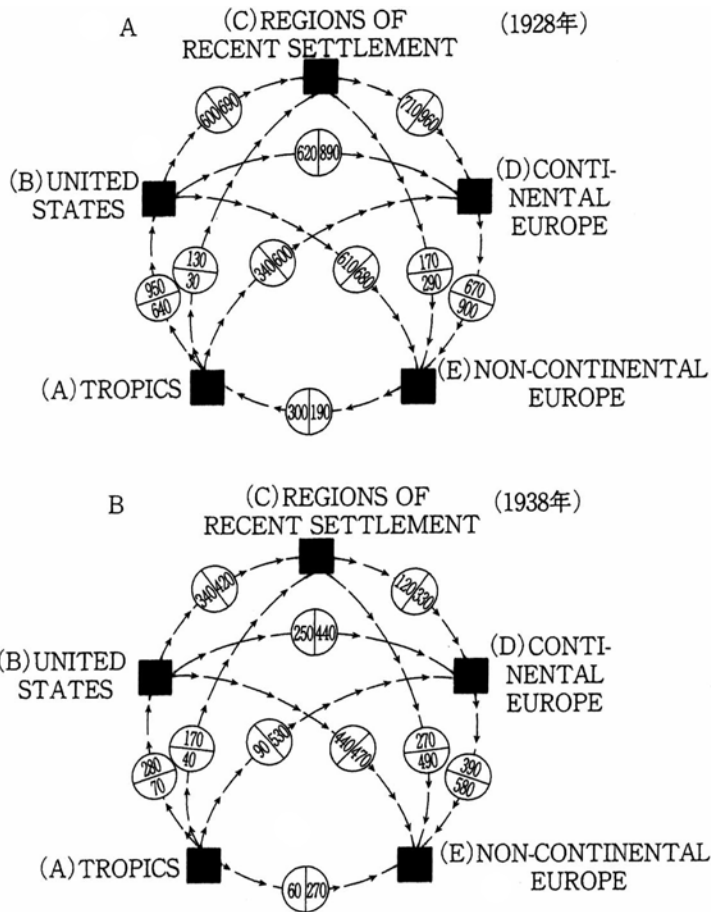 A
(C)REGIONS OF
RECENT SETTLEMENT
(1928年)
600 690
710 960
620 890
(B)UNITED
STATES
(D)CONTI-
NENTAL
EUROPE
950
640
130
30
340 600
610 680
170
290
670
900
(A)TROPICS
(E)NON-CONTINENTAL
EUROPE
300 190
B
(C)REGIONS OF
RECENT SETTLEMENT
(1938年)
340 420
120 330
250 440
(B)UNITED
STATES
(D)CONTI-
NENTAL
EUROPE
280
70
170
40
90 530
440 470
270
490
390
580
(A)TROPICS
(E)NON-CONTINENTAL
EUROPE
60 270